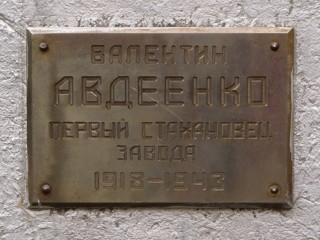 ВАЛЕНТИН
АВДЕЕНКО
ПЕРВЫЙ СТАХАНОВЕЦ
ЗАВОДА
1918-1943